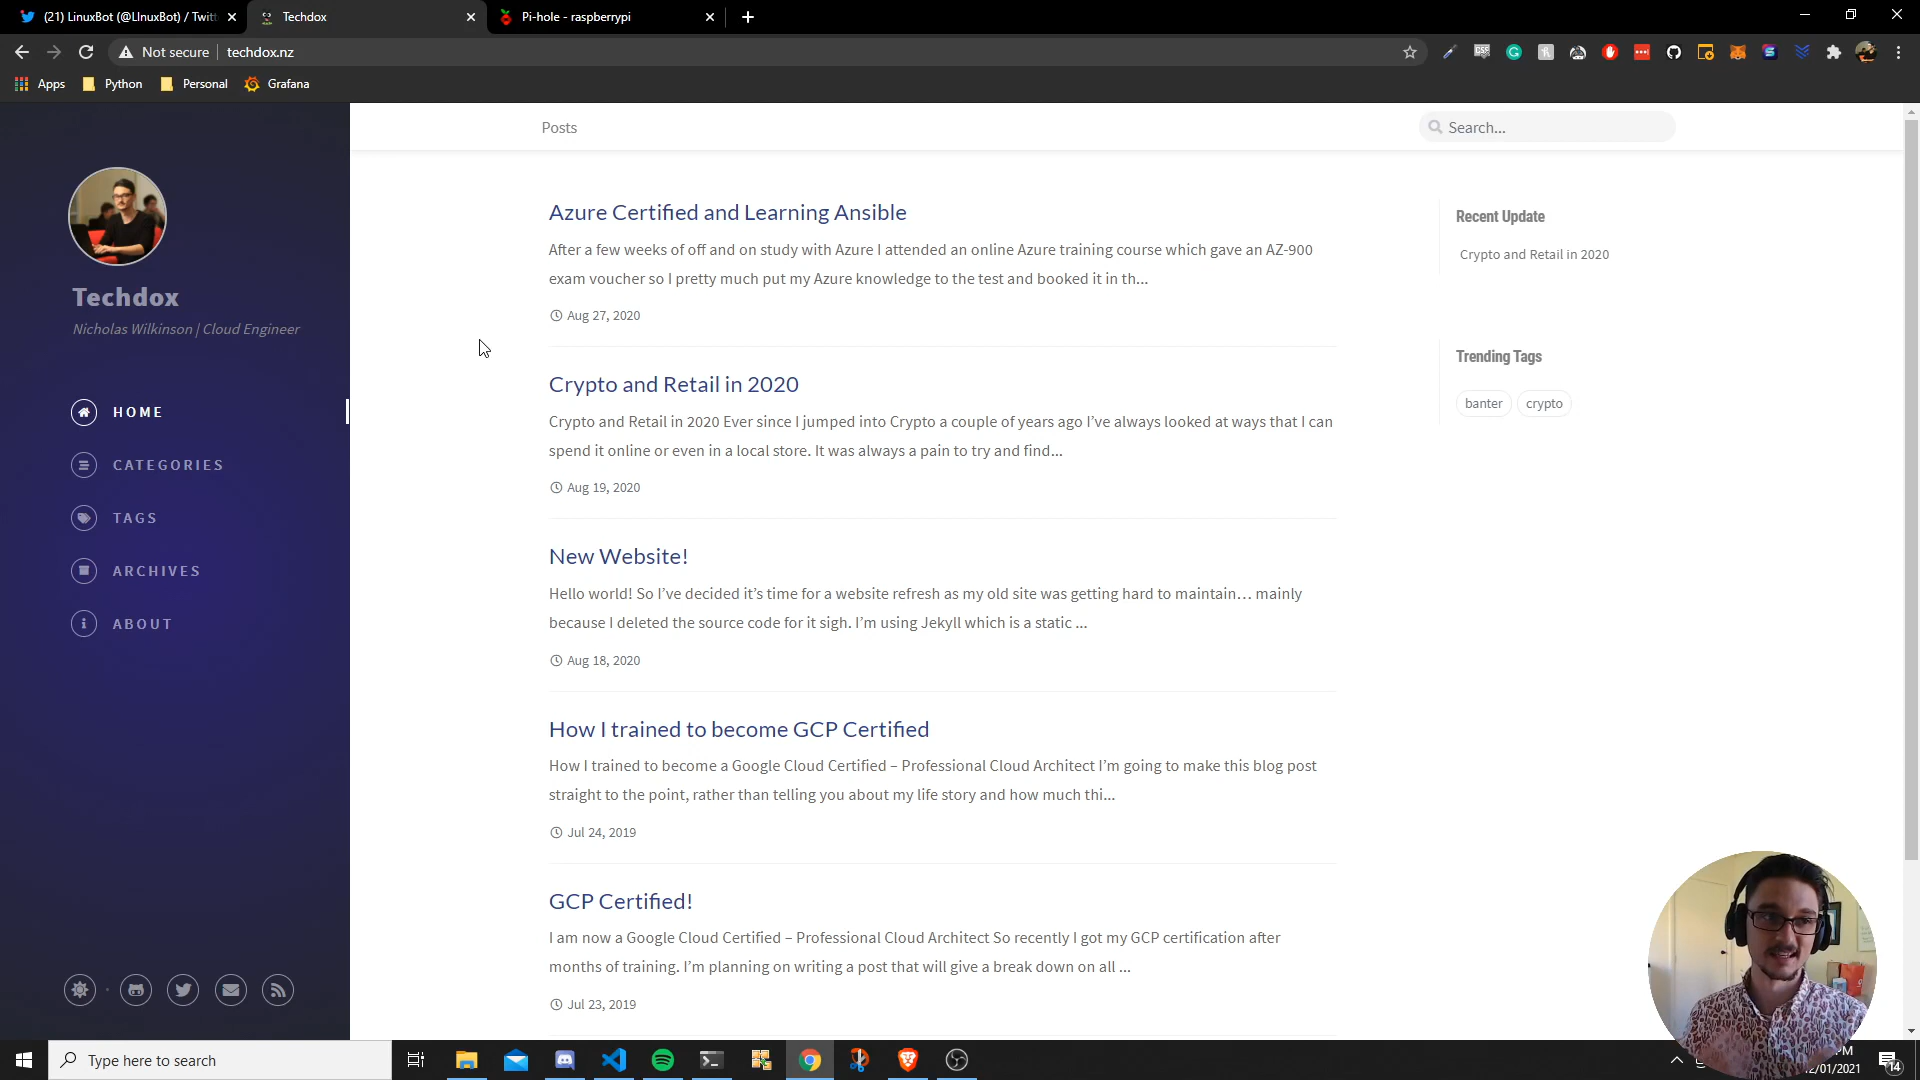 (21) LinuxBot (@LInuxBot) / Twitt
Techdox
Pi-hole - raspberrypi
Not secure
techdox.nz
Apps
Python
Personal
Grafana
Techdox
Nicholas Wilkinson | Cloud Engineer
HOME
CATEGORIES
TAGS
ARCHIVES
ABOUT
Posts
Search...
Azure Certified and Learning Ansible
After a few weeks of off and on study with Azure I attended an online Azure training course which gave an AZ-900
exam voucher so I pretty much put my Azure knowledge to the test and booked it in th...
Aug 27, 2020
Crypto and Retail in 2020
Crypto and Retail in 2020 Ever since I jumped into Crypto a couple of years ago I’ve always looked at ways that I can
spend it online or even in a local store. It was always a pain to try and find...
Aug 19, 2020
New Website!
Hello world! So I’ve decided it’s time for a website refresh as my old site was getting hard to maintain… mainly
because I deleted the source code for it sigh. I’m using Jekyll which is a static ...
Aug 18, 2020
How I trained to become GCP Certified
How I trained to become a Google Cloud Certified – Professional Cloud Architect I’m going to make this blog post
straight to the point, rather than telling you about my life story and how much thi...
Jul 24, 2019
GCP Certified!
I am now a Google Cloud Certified – Professional Cloud Architect So recently I got my GCP certification after
months of training. I’m planning on writing a post that will give a break down on all ...
Jul 23, 2019
Recent Update
Crypto and Retail in 2020
Trending Tags
banter
crypto
Type here to search
PM
2/01/2021
14